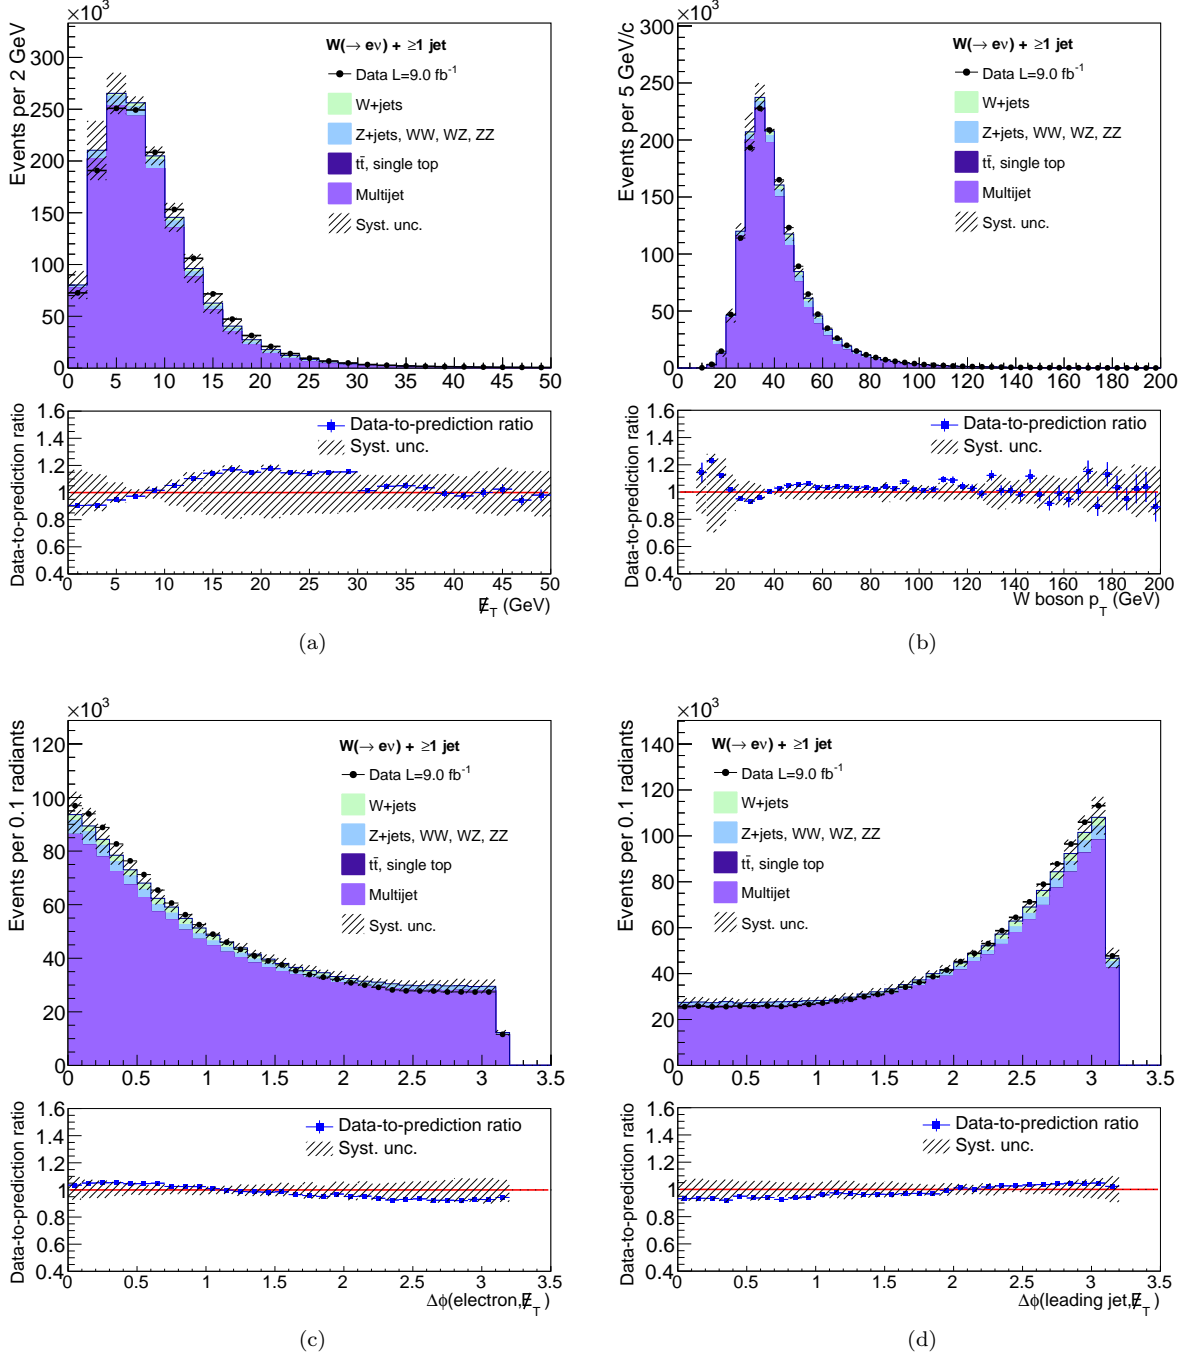 ×10³
Events per 2 GeV
300
250
200
150
100
50
0
W(→ eν) + ≥1 jet
Data L=9.0 fb⁻¹
W+jets
Z+jets, WW, WZ, ZZ
tt̄, single top
Multijet
Syst. unc.
0 5 10 15 20 25 30 35 40 45 50
Data-to-prediction ratio
1.6
1.4
1.2
1
0.8
0.6
0.4
Data-to-prediction ratio
Syst. unc.
0 5 10 15 20 25 30 35 40 45 50
E̸_T (GeV)
(a)
×10³
Events per 5 GeV/c
300
250
200
150
100
50
0
W(→ eν) + ≥1 jet
Data L=9.0 fb⁻¹
W+jets
Z+jets, WW, WZ, ZZ
tt̄, single top
Multijet
Syst. unc.
0 20 40 60 80 100 120 140 160 180 200
Data-to-prediction ratio
1.6
1.4
1.2
1
0.8
0.6
0.4
Data-to-prediction ratio
Syst. unc.
0 20 40 60 80 100 120 140 160 180 200
W boson p_T (GeV)
(b)
×10³
Events per 0.1 radiants
120
100
80
60
40
20
0
W(→ eν) + ≥1 jet
Data L=9.0 fb⁻¹
W+jets
Z+jets, WW, WZ, ZZ
tt̄, single top
Multijet
Syst. unc.
0 0.5 1 1.5 2 2.5 3 3.5
Data-to-prediction ratio
1.6
1.4
1.2
1
0.8
0.6
0.4
Data-to-prediction ratio
Syst. unc.
0 0.5 1 1.5 2 2.5 3 3.5
Δϕ(electron,E̸_T)
(c)
×10³
Events per 0.1 radiants
140
120
100
80
60
40
20
0
W(→ eν) + ≥1 jet
Data L=9.0 fb⁻¹
W+jets
Z+jets, WW, WZ, ZZ
tt̄, single top
Multijet
Syst. unc.
0 0.5 1 1.5 2 2.5 3 3.5
Data-to-prediction ratio
1.6
1.4
1.2
1
0.8
0.6
0.4
Data-to-prediction ratio
Syst. unc.
0 0.5 1 1.5 2 2.5 3 3.5
Δϕ(leading jet,E̸_T)
(d)